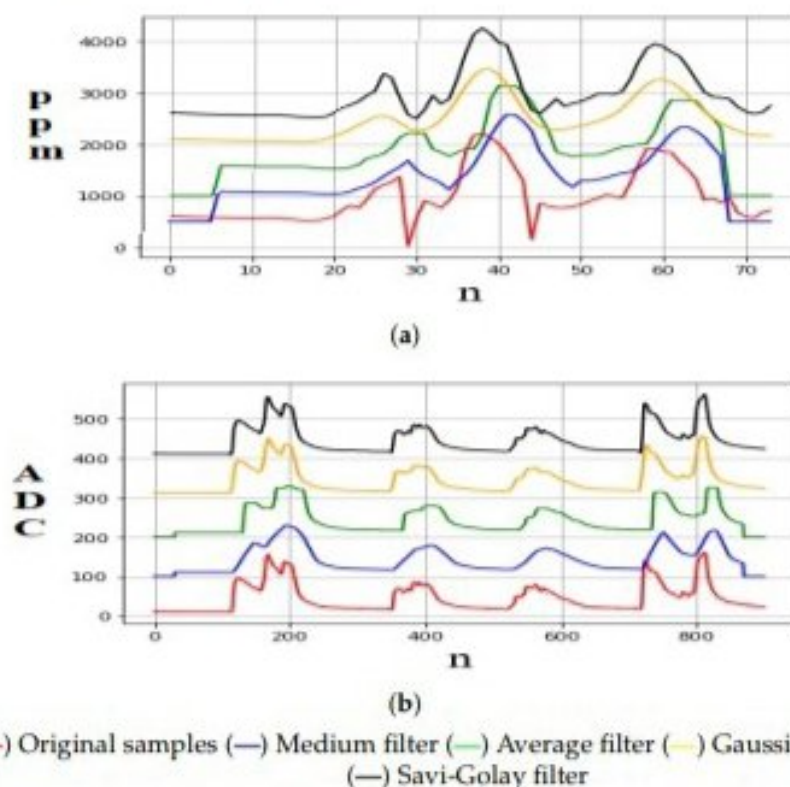 4000
3000
2000
1000
0
P
P
m
0 10 20 30 40 50 60 70
n
(a)
500
400
300
200
100
0
A
D
C
0 200 400 600 800
n
(b)
) Original samples (—) Medium filter (—) Average filter (—) Gaussi
(—) Savi-Golay filter